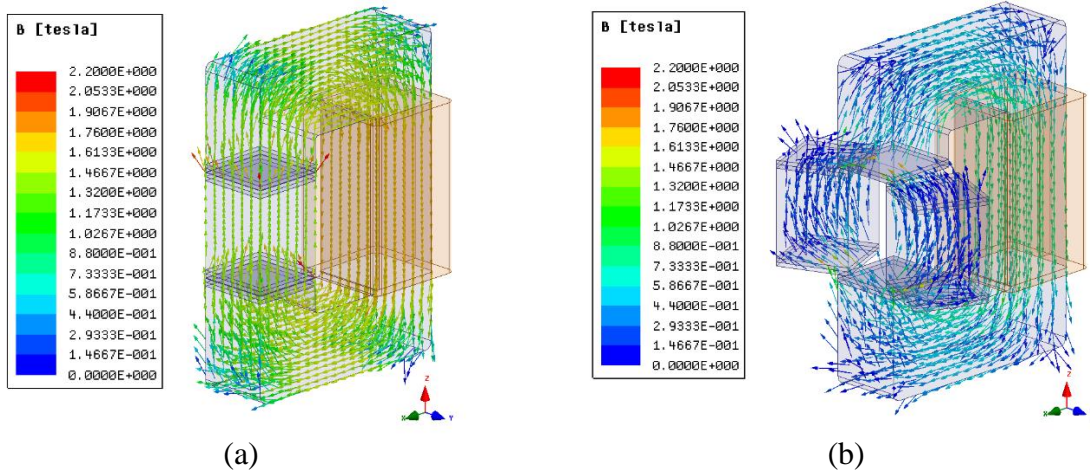 B [tesla]
2.2000E+000
2.0533E+000
1.9067E+000
1.7600E+000
1.6133E+000
1.4667E+000
1.3200E+000
1.1733E+000
1.0267E+000
8.8000E-001
7.3333E-001
5.8667E-001
4.4000E-001
2.9333E-001
1.4667E-001
0.0000E+000
Z
X
Y
(a)
B [tesla]
2.2000E+000
2.0533E+000
1.9067E+000
1.7600E+000
1.6133E+000
1.4667E+000
1.3200E+000
1.1733E+000
1.0267E+000
8.8000E-001
7.3333E-001
5.8667E-001
4.4000E-001
2.9333E-001
1.4667E-001
0.0000E+000
Z
X
Y
(b)